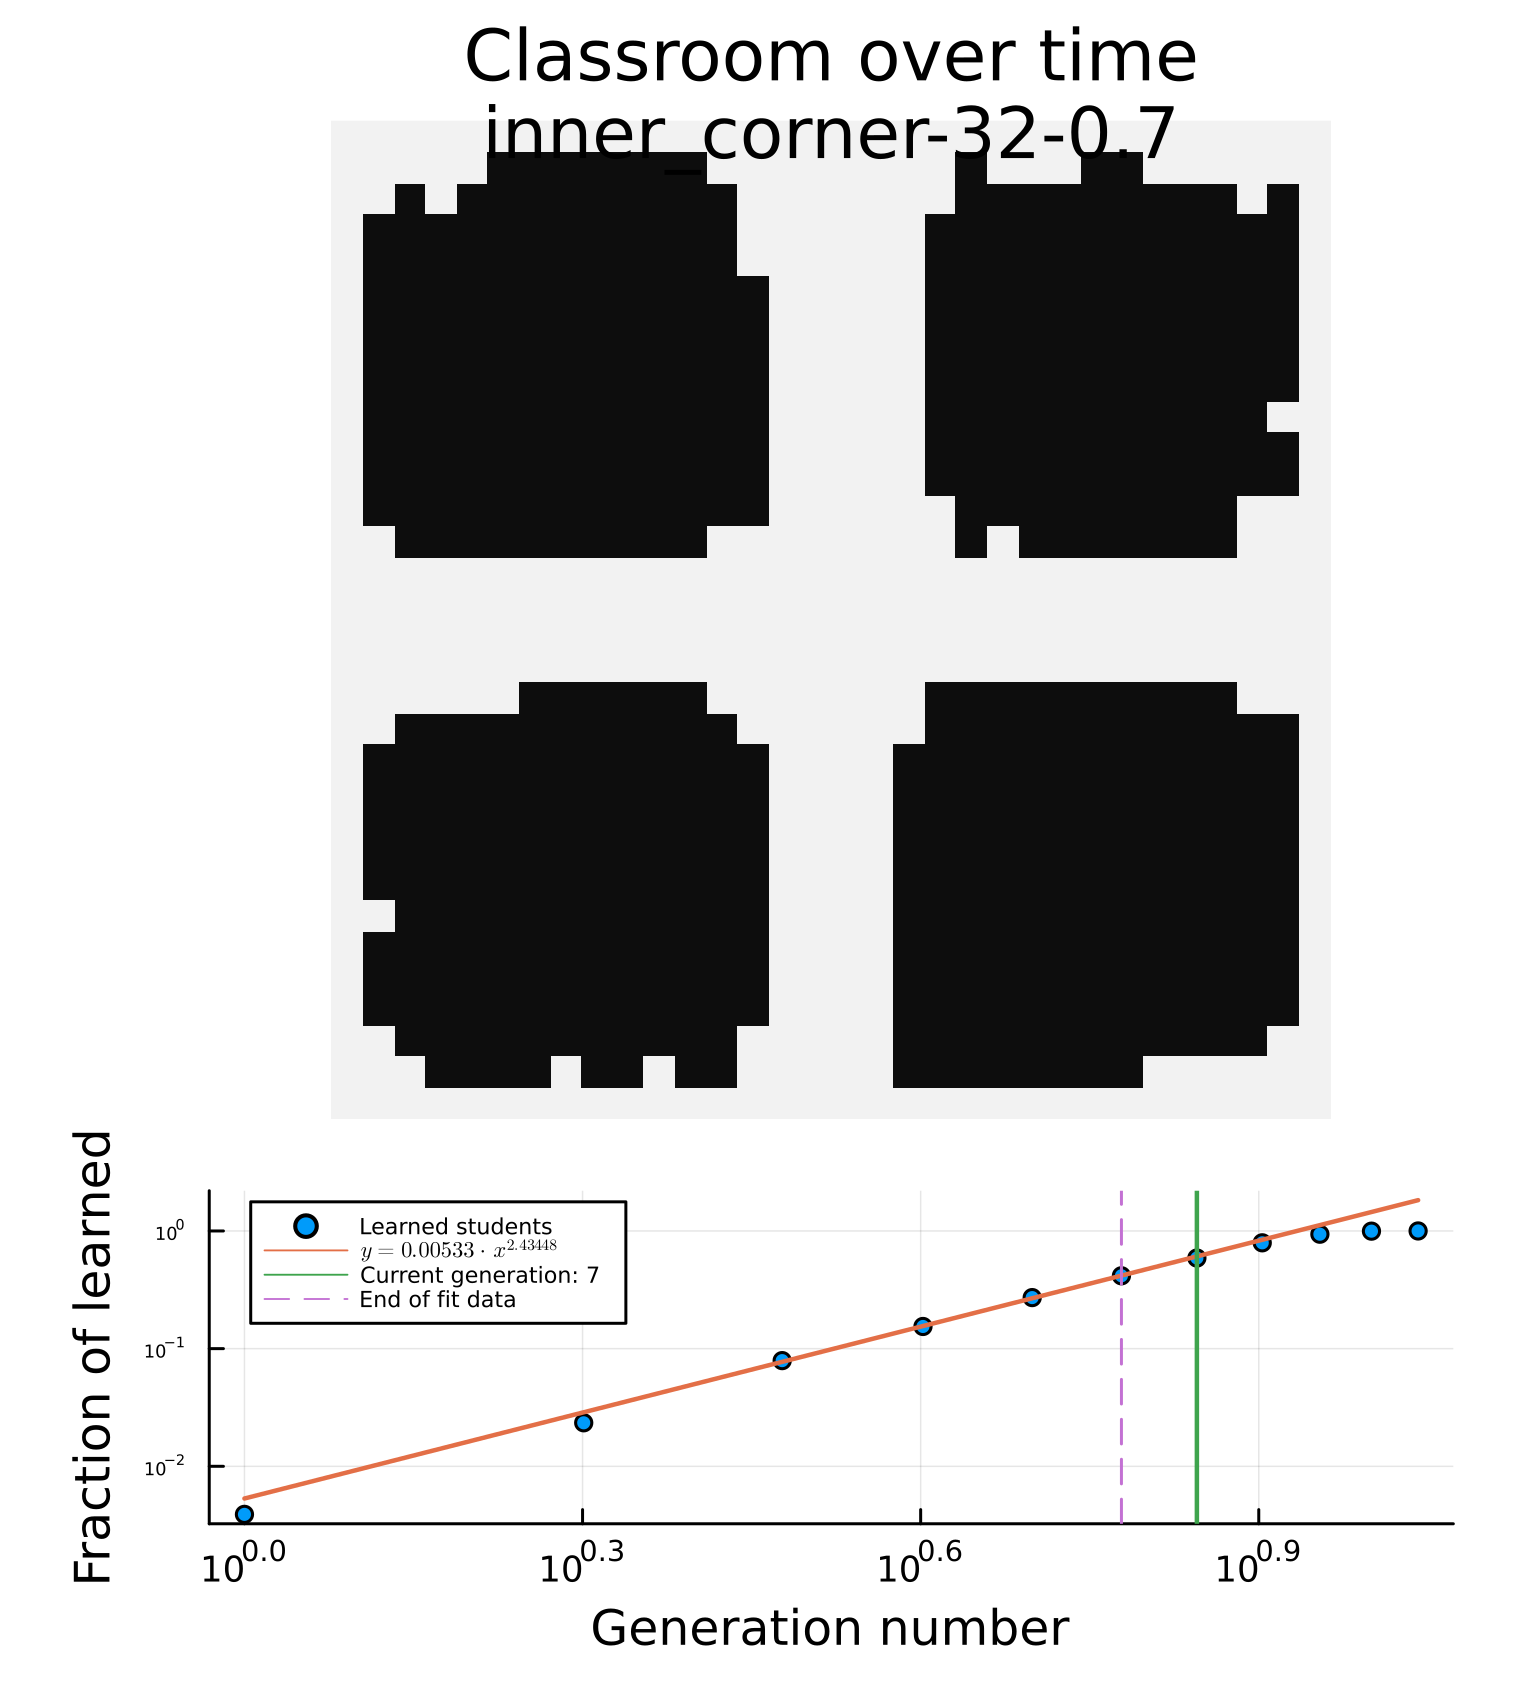 Classroom over time
inner_corner-32-0.7
Fraction of learned
10^0
10^−1
10^−2
Learned students
y = 0.00533 · x^2.43448
Current generation: 7
End of fit data
10^0.0
10^0.3
10^0.6
10^0.9
Generation number